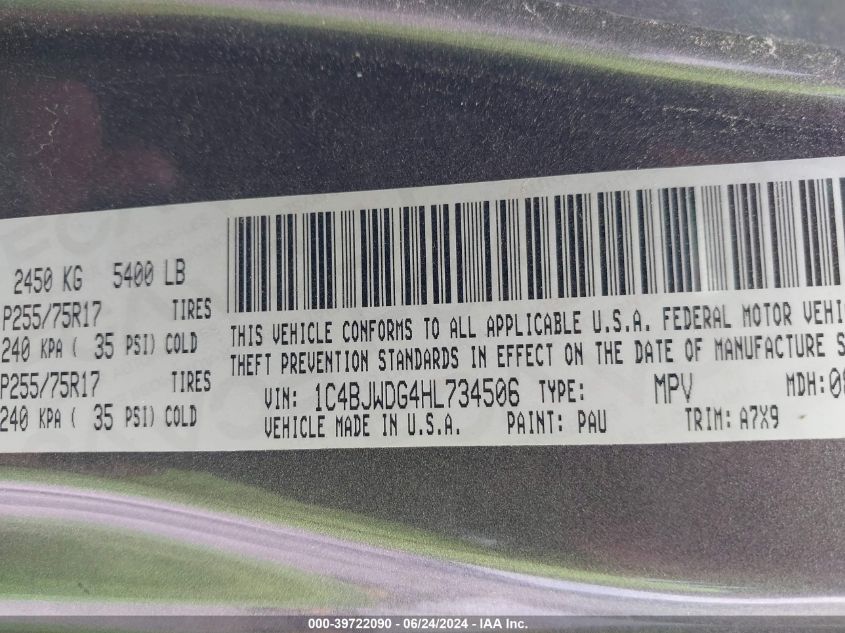 2450 KG 5400 LB
P255/75R17 TIRES
240 KPA ( 35 PSI) COLD
P255/75R17 TIRES
240 KPA ( 35 PSI) COLD
THIS VEHICLE CONFORMS TO ALL APPLICABLE U.S.A. FEDERAL MOTOR VEHI
THEFT PREVENTION STANDARDS IN EFFECT ON THE DATE OF MANUFACTURE S
VIN: 1C4BJWDG4HL734506 TYPE: MPV MDH:
VEHICLE MADE IN U.S.A. PAINT: PAU TRIM: A7X9
000-39722090 - 06/24/2024 - IAA Inc.